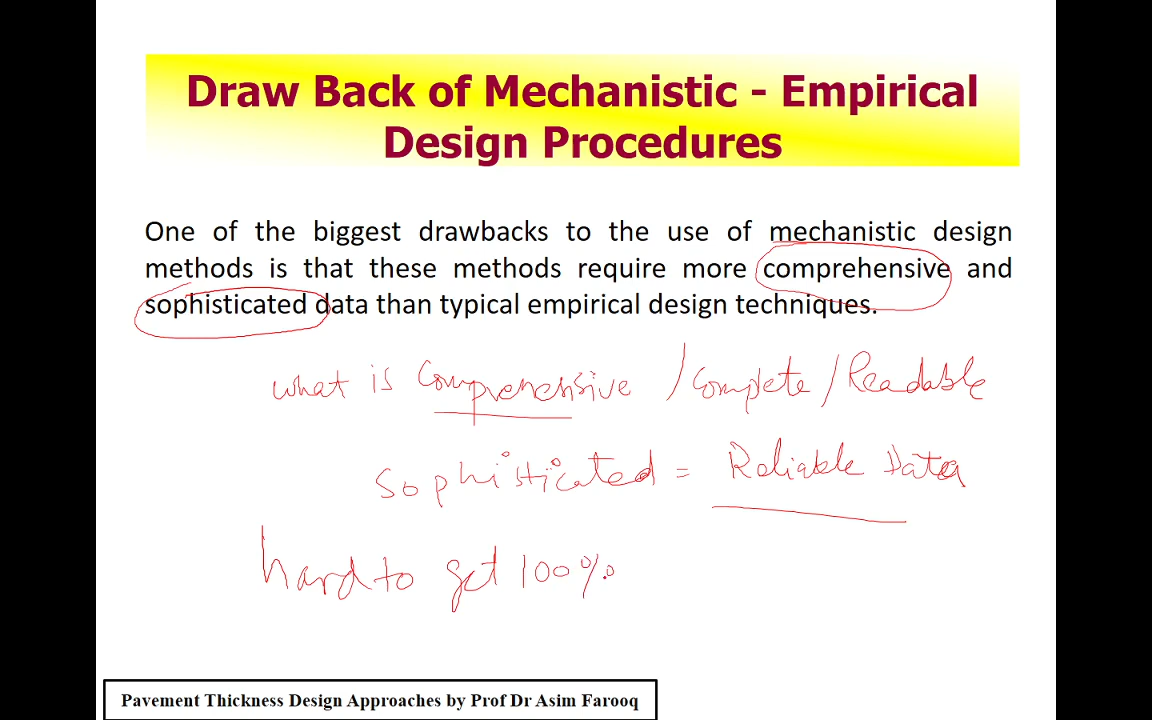 Draw Back of Mechanistic - Empirical
Design Procedures
One of the biggest drawbacks to the use of mechanistic design
methods is that these methods require more comprehensive and
sophisticated data than typical empirical design techniques.
what is Comprehensive / Complete / Readable
Sophisticated = Reliable Data
hard to get 100%
Pavement Thickness Design Approaches by Prof Dr Asim Farooq